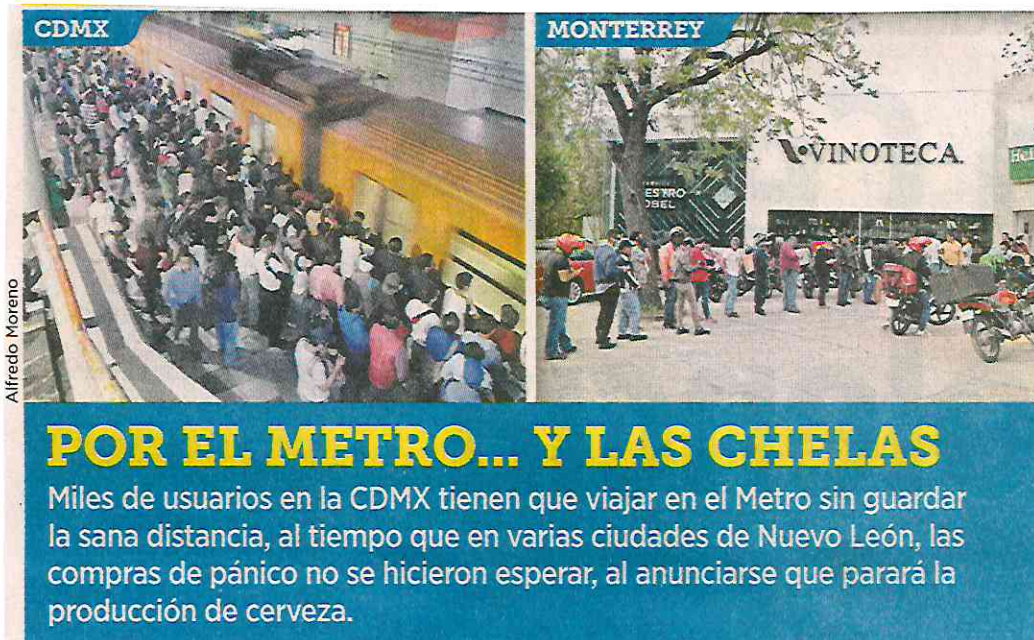 CDMX
MONTERREY
VINOTECA.
Alfredo Moreno
POR EL METRO... Y LAS CHELAS
Miles de usuarios en la CDMX tienen que viajar en el Metro sin guardar
la sana distancia, al tiempo que en varias ciudades de Nuevo León, las
compras de pánico no se hicieron esperar, al anunciarse que parará la
producción de cerveza.